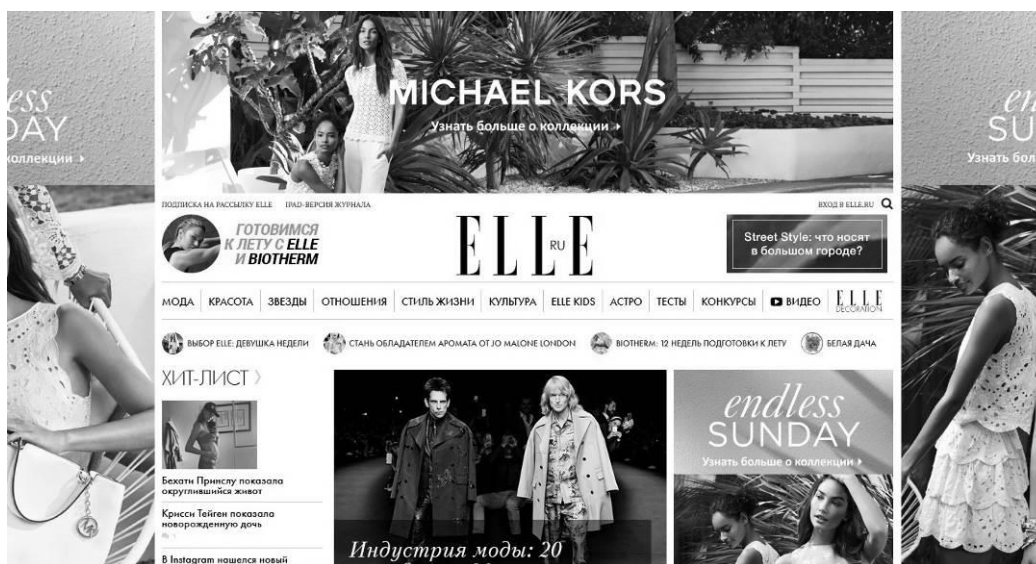 MICHAEL KORS
Узнать больше о коллекции
ess
DAY
коллекции
en
SU
Узнать бол
ПОДПИСКА НА РАССЫЛКУ ELLE IPAD-ВЕРСИЯ ЖУРНАЛА
ВХОД В ELLE.RU
ГОТОВИМСЯ
К ЛЕТУ С ELLE
И BIOTHERM
ELLE
RU
Street Style: что носят
в большом городе?
МОДА КРАСОТА ЗВЕЗДЫ ОТНОШЕНИЯ СТИЛЬ ЖИЗНИ КУЛЬТУРА ELLE KIDS АСТРО ТЕСТЫ КОНКУРСЫ ВИДЕО ELLE
DECORATION
ВЫБОР ELLE: ДЕВУШКА НЕДЕЛИ СТАНЬ ОБЛАДАТЕЛЕМ АРОМАТА ОТ JO MALONE LONDON BIOTHERM: 12 НЕДЕЛЬ ПОДГОТОВКИ К ЛЕТУ БЕЛАЯ ДАЧА
ХИТ-ЛИСТ
Бехати Принслу показала
округлившийся живот
Крисси Тейген показала
новорожденную дочь
В Instagram нашелся новый
Индустрия моды: 20
endless
SUNDAY
Узнать больше о коллекции